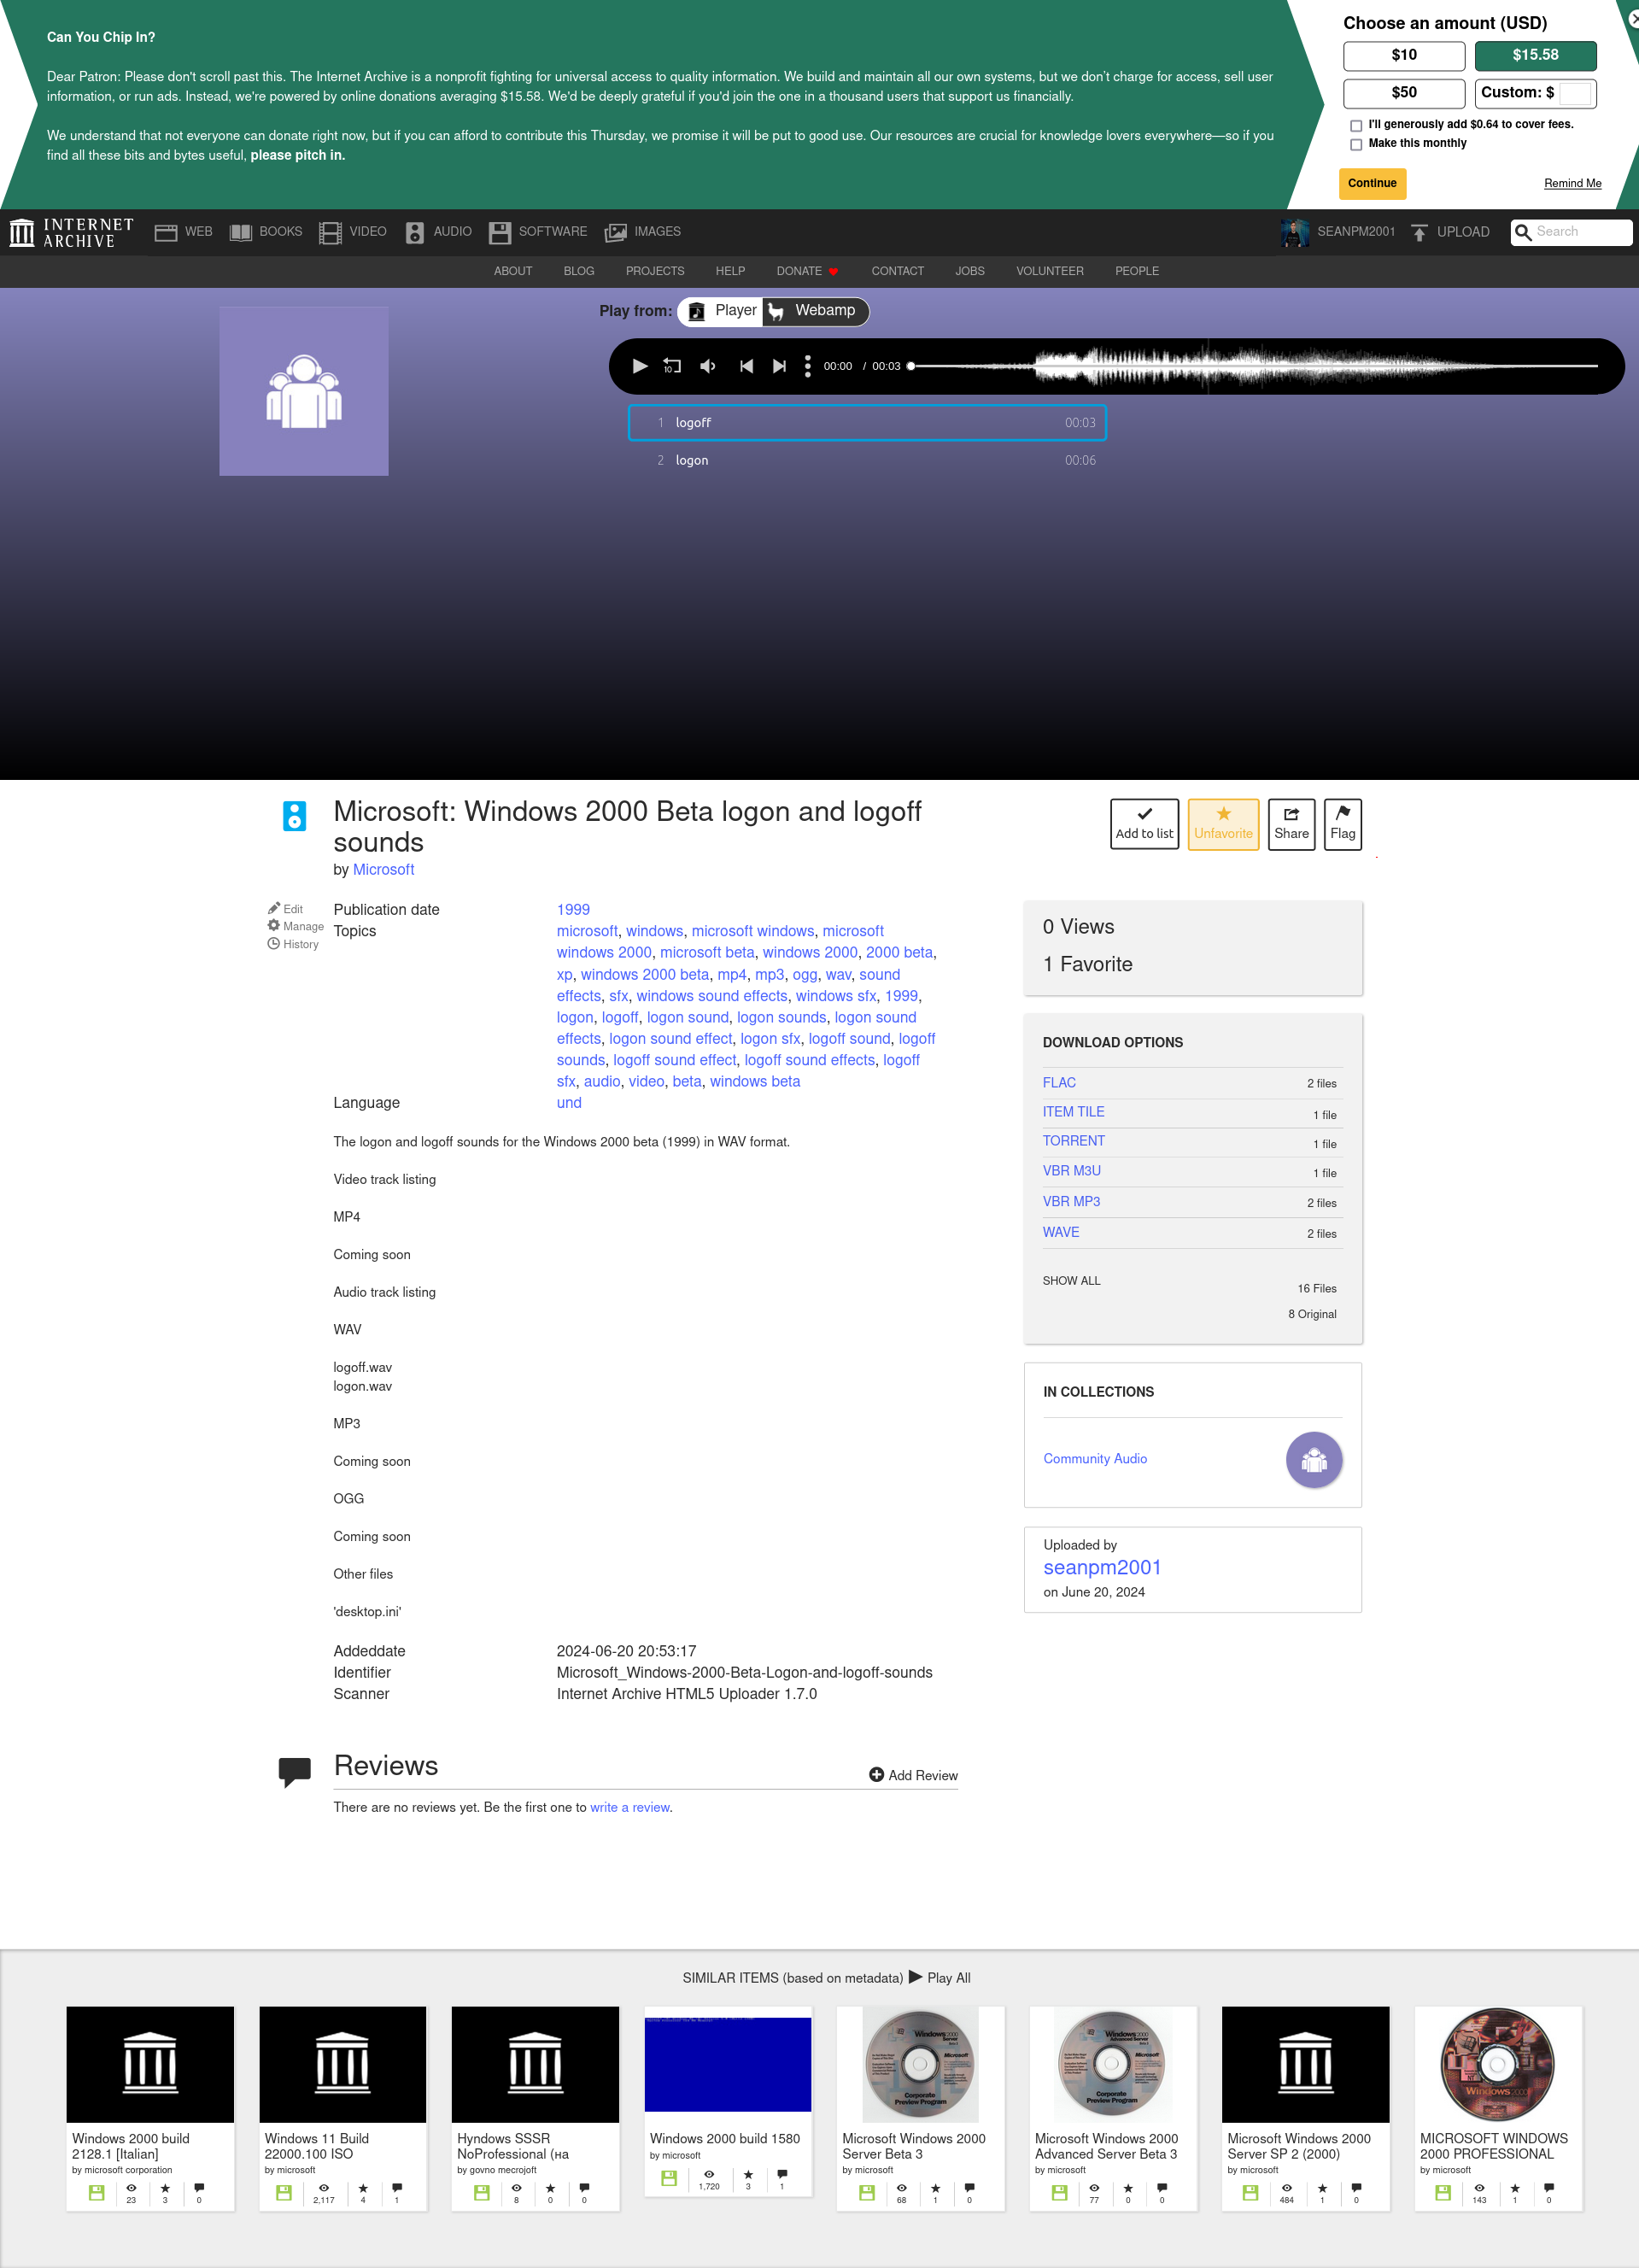 Can You Chip In?
Dear Patron: Please don't scroll past this. The Internet Archive is a nonprofit fighting for universal access to quality information. We build and maintain all our own systems, but we don’t charge for access, sell user
information, or run ads. Instead, we're powered by online donations averaging $15.58. We'd be deeply grateful if you'd join the one in a thousand users that support us financially.
We understand that not everyone can donate right now, but if you can afford to contribute this Thursday, we promise it will be put to good use. Our resources are crucial for knowledge lovers everywhere—so if you
find all these bits and bytes useful, please pitch in.
Choose an amount (USD)
$10
$15.58
$50
Custom: $
I'll generously add $0.64 to cover fees.
Make this monthly
Continue
Remind Me
INTERNET
ARCHIVE
WEB
BOOKS
VIDEO
AUDIO
SOFTWARE
IMAGES
SEANPM2001
UPLOAD
Search
ABOUT
BLOG
PROJECTS
HELP
DONATE
CONTACT
JOBS
VOLUNTEER
PEOPLE
Play from:
Player
Webamp
10
00:00 / 00:03
1 logoff 00:03
2 logon 00:06
Microsoft: Windows 2000 Beta logon and logoff
sounds
by Microsoft
Add to list
Unfavorite
Share
Flag
Edit
Manage
History
Publication date 1999
Topics microsoft, windows, microsoft windows, microsoft
windows 2000, microsoft beta, windows 2000, 2000 beta,
xp, windows 2000 beta, mp4, mp3, ogg, wav, sound
effects, sfx, windows sound effects, windows sfx, 1999,
logon, logoff, logon sound, logon sounds, logon sound
effects, logon sound effect, logon sfx, logoff sound, logoff
sounds, logoff sound effect, logoff sound effects, logoff
sfx, audio, video, beta, windows beta
Language und
The logon and logoff sounds for the Windows 2000 beta (1999) in WAV format.
Video track listing
MP4
Coming soon
Audio track listing
WAV
logoff.wav
logon.wav
MP3
Coming soon
OGG
Coming soon
Other files
'desktop.ini'
Addeddate 2024-06-20 20:53:17
Identifier Microsoft_Windows-2000-Beta-Logon-and-logoff-sounds
Scanner Internet Archive HTML5 Uploader 1.7.0
0 Views
1 Favorite
DOWNLOAD OPTIONS
FLAC 2 files
ITEM TILE 1 file
TORRENT 1 file
VBR M3U 1 file
VBR MP3 2 files
WAVE 2 files
SHOW ALL 16 Files
8 Original
IN COLLECTIONS
Community Audio
Uploaded by
seanpm2001
on June 20, 2024
Reviews
Add Review
There are no reviews yet. Be the first one to write a review.
SIMILAR ITEMS (based on metadata) Play All
Windows 2000 build
2128.1 [Italian]
by microsoft corporation
23 3 0
Windows 11 Build
22000.100 ISO
by microsoft
2,117 4 1
Hyndows SSSR
NoProfessional (на
by govno mecrojoft
8 0 0
Windows 2000 build 1580
by microsoft
1,720 3 1
Windows 2000
Server
Microsoft
Corporate
Preview Program
Microsoft Windows 2000
Server Beta 3
by microsoft
68 1 0
Windows 2000
Advanced Server
Microsoft
Corporate
Preview Program
Microsoft Windows 2000
Advanced Server Beta 3
by microsoft
77 0 0
Microsoft Windows 2000
Server SP 2 (2000)
by microsoft
484 1 0
Windows 2000
MICROSOFT WINDOWS
2000 PROFESSIONAL
by microsoft
143 1 0